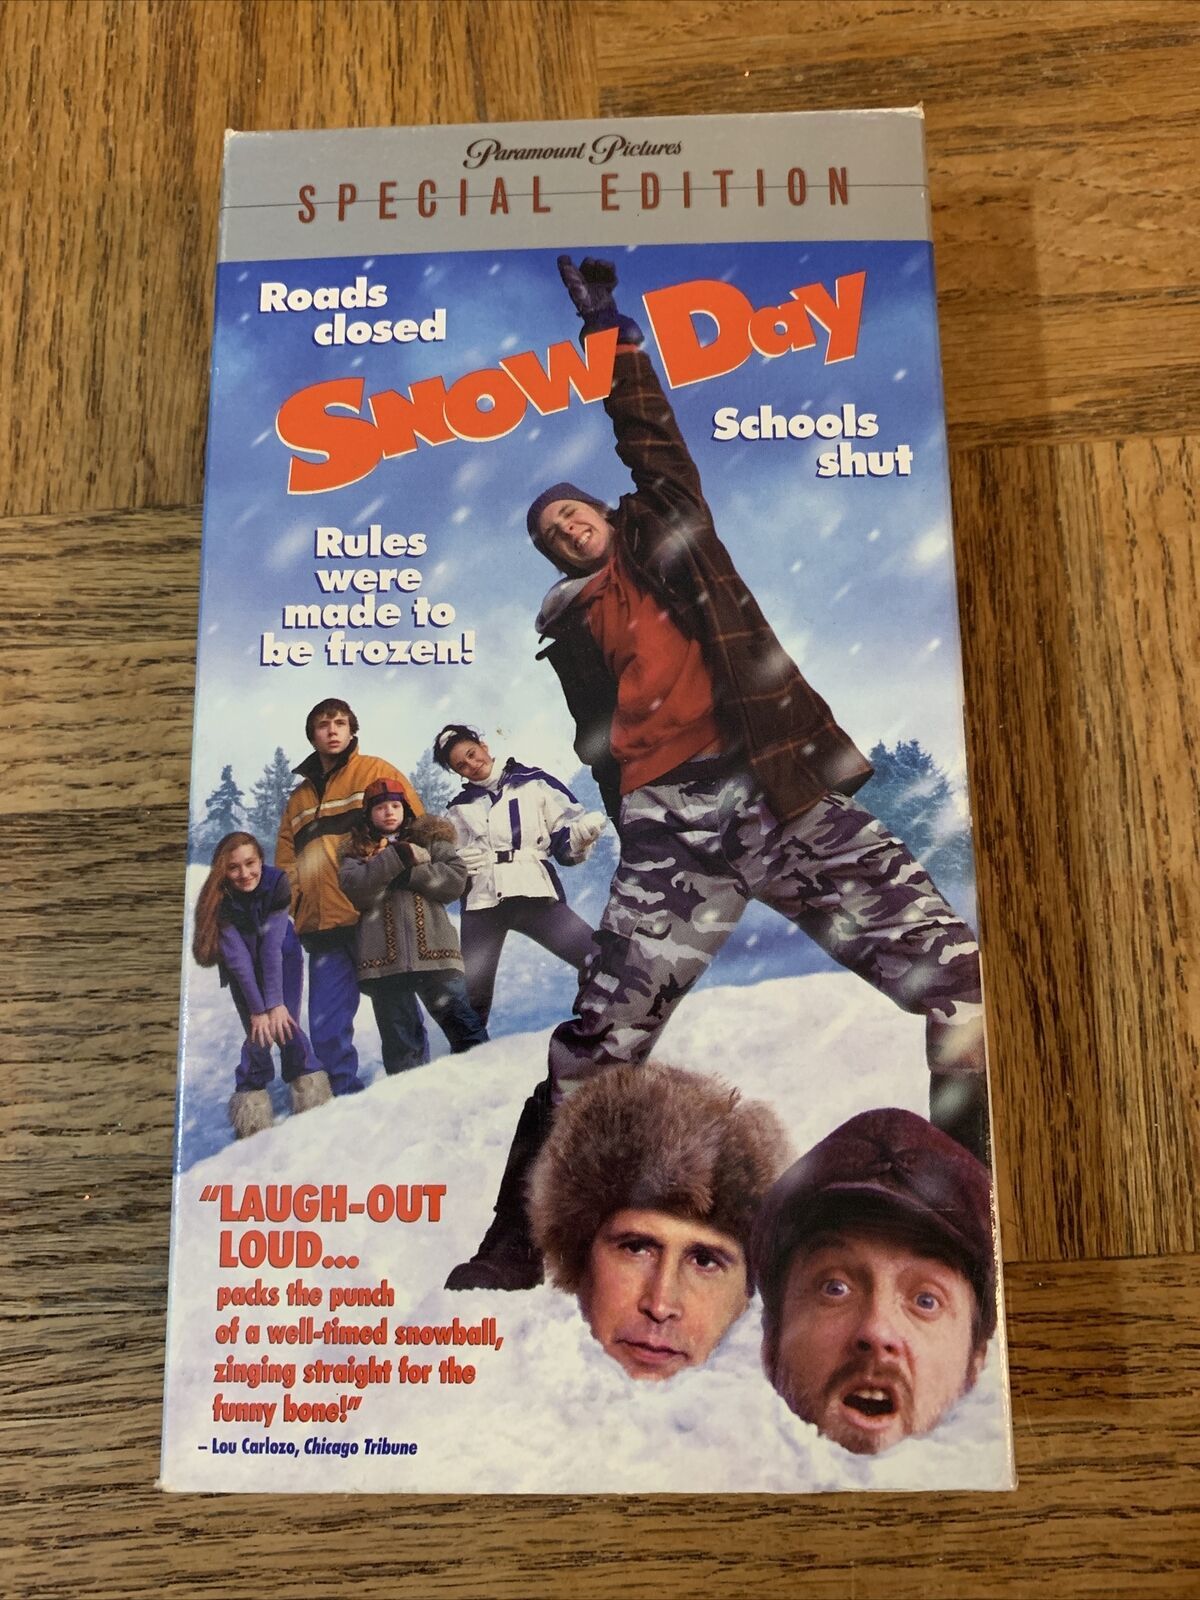 Paramount Pictures
SPECIAL EDITION
Roads
closed
Snow Day
Schools
shut
Rules
were
made to
be frozen!
"LAUGH-OUT
LOUD...
packs the punch
of a well-timed snowball,
zinging straight for the
funny bone!"
– Lou Carlozo, Chicago Tribune